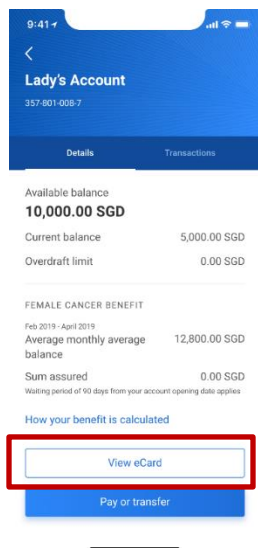 9:41
Lady's Account
357-801-008-7
Details Transactions
Available balance
10,000.00 SGD
Current balance 5,000.00 SGD
Overdraft limit 0.00 SGD
FEMALE CANCER BENEFIT
Feb 2019 - April 2019
Average monthly average 12,800.00 SGD
balance
Sum assured 0.00 SGD
Waiting period of 90 days from your account opening date applies
How your benefit is calculated
View eCard
Pay or transfer